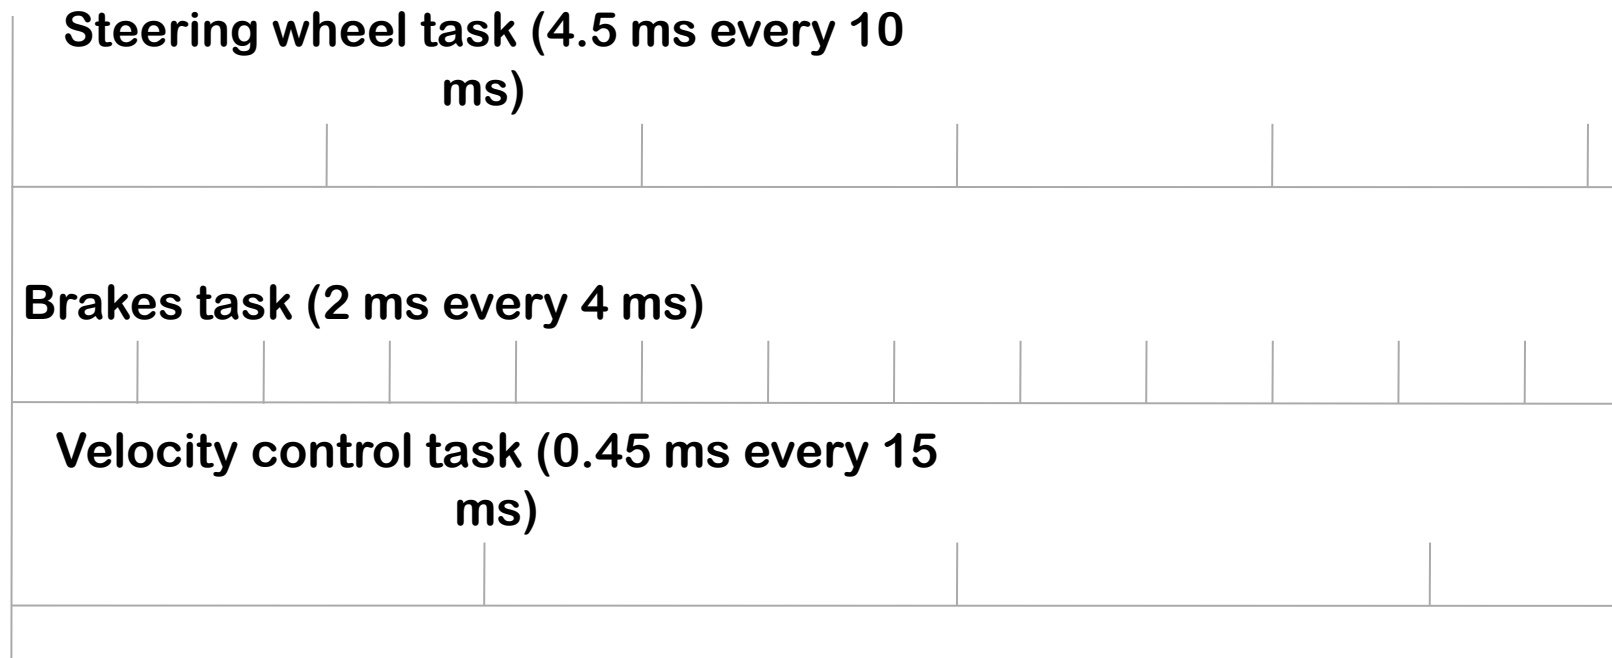 Steering wheel task (4.5 ms every 10
ms)
Brakes task (2 ms every 4 ms)
Velocity control task (0.45 ms every 15
ms)